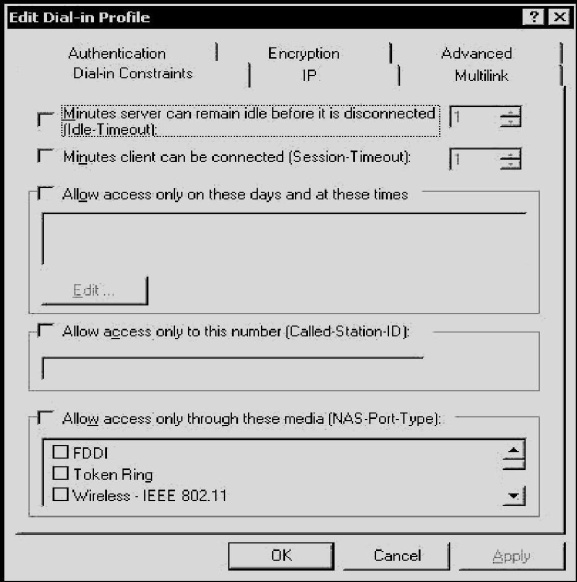 Edit Dial-in Profile
Authentication Encryption Advanced
Dial-in Constraints IP Multilink
Minutes server can remain idle before it is disconnected
(Idle-Timeout):
1
Minutes client can be connected (Session-Timeout):
1
Allow access only on these days and at these times
Edit ...
Allow access only to this number (Called-Station-ID):
Allow access only through these media (NAS-Port-Type):
FDDI
Token Ring
Wireless - IEEE 802.11
OK Cancel Apply